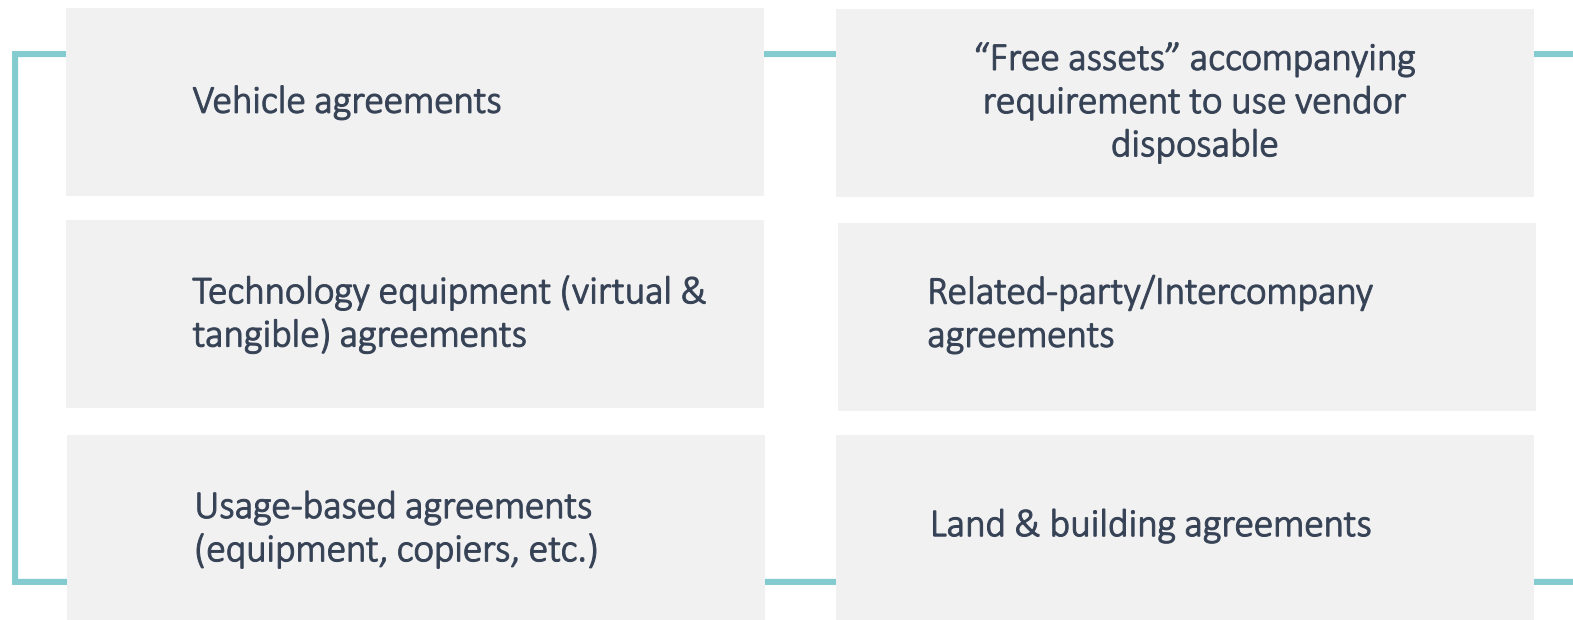 Vehicle agreements
“Free assets” accompanying
requirement to use vendor
disposable
Technology equipment (virtual &
tangible) agreements
Related-party/Intercompany
agreements
Usage-based agreements
(equipment, copiers, etc.)
Land & building agreements